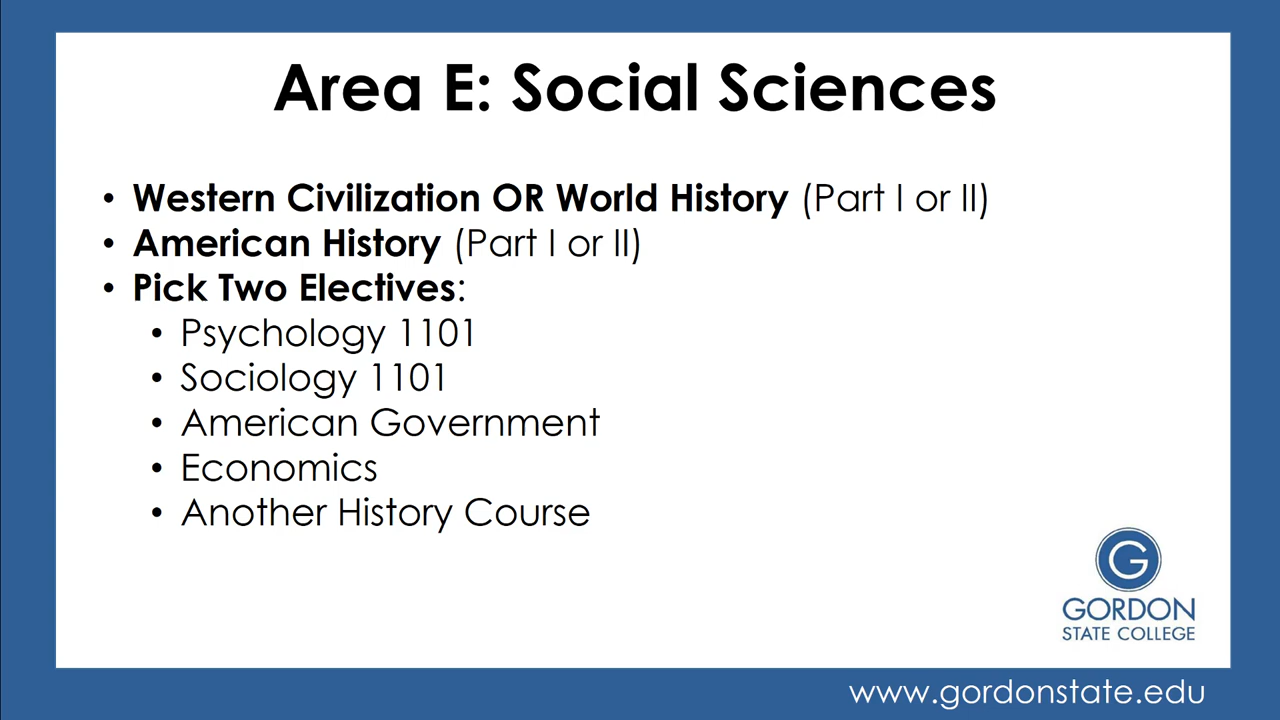 Area E: Social Sciences
• Western Civilization OR World History (Part I or II)
• American History (Part I or II)
• Pick Two Electives:
• Psychology 1101
• Sociology 1101
• American Government
• Economics
• Another History Course
G
GORDON
STATE COLLEGE
www.gordonstate.edu